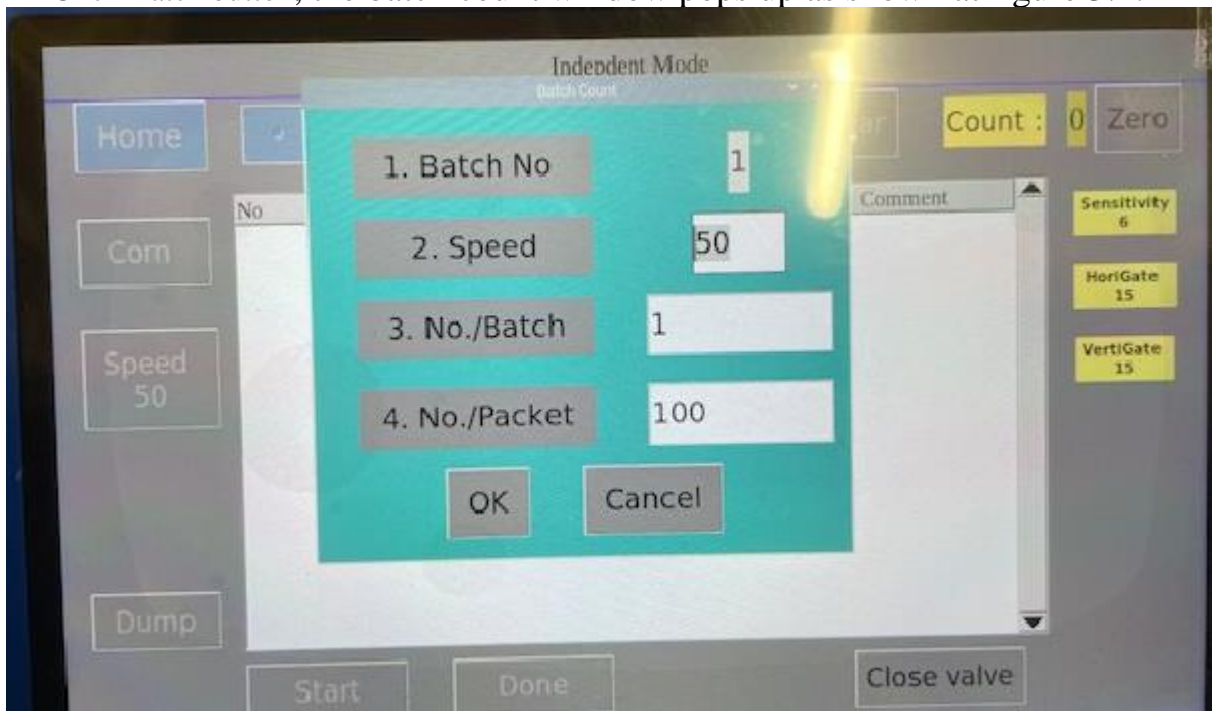 Indepdent Mode
Batch Count
Home
Count :
0
Zero
1. Batch No
1
No
Comment
Sensitivity
6
Corn
2. Speed
50
HoriGate
15
3. No./Batch
1
Speed
50
VertiGate
15
4. No./Packet
100
OK
Cancel
Dump
Start
Done
Close valve